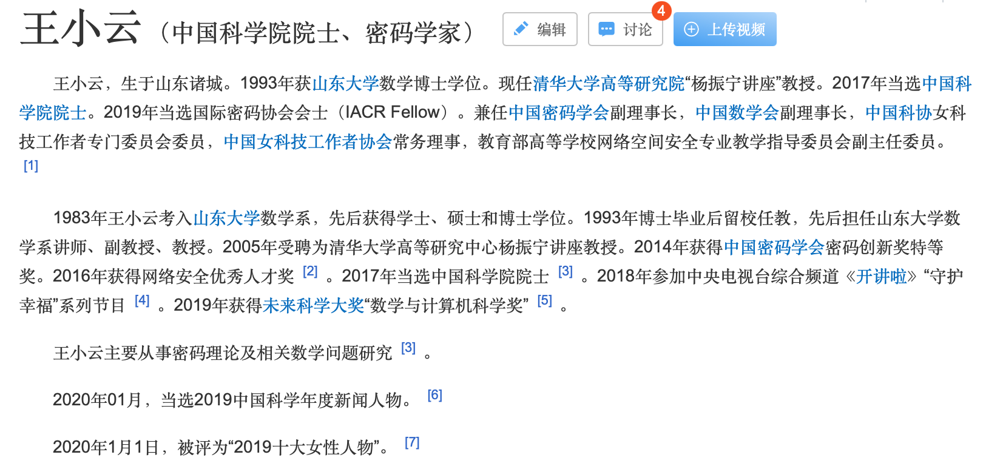 王小云（中国科学院院士、密码学家） 编辑 讨论 4 上传视频
王小云，生于山东诸城。1993年获山东大学数学博士学位。现任清华大学高等研究院“杨振宁讲座”教授。2017年当选中国科
学院院士。2019年当选国际密码协会会士（IACR Fellow）。兼任中国密码学会副理事长，中国数学会副理事长，中国科协女科
技工作者专门委员会委员，中国女科技工作者协会常务理事，教育部高等学校网络空间安全专业教学指导委员会副主任委员。
[1]
1983年王小云考入山东大学数学系，先后获得学士、硕士和博士学位。1993年博士毕业后留校任教，先后担任山东大学数
学系讲师、副教授、教授。2005年受聘为清华大学高等研究中心杨振宁讲座教授。2014年获得中国密码学会密码创新奖特等
奖。2016年获得网络安全优秀人才奖 [2] 。2017年当选中国科学院院士 [3] 。2018年参加中央电视台综合频道《开讲啦》“守护
幸福”系列节目 [4] 。2019年获得未来科学大奖“数学与计算机科学奖” [5] 。
王小云主要从事密码理论及相关数学问题研究 [3] 。
2020年01月，当选2019中国科学年度新闻人物。 [6]
2020年1月1日，被评为“2019十大女性人物”。 [7]